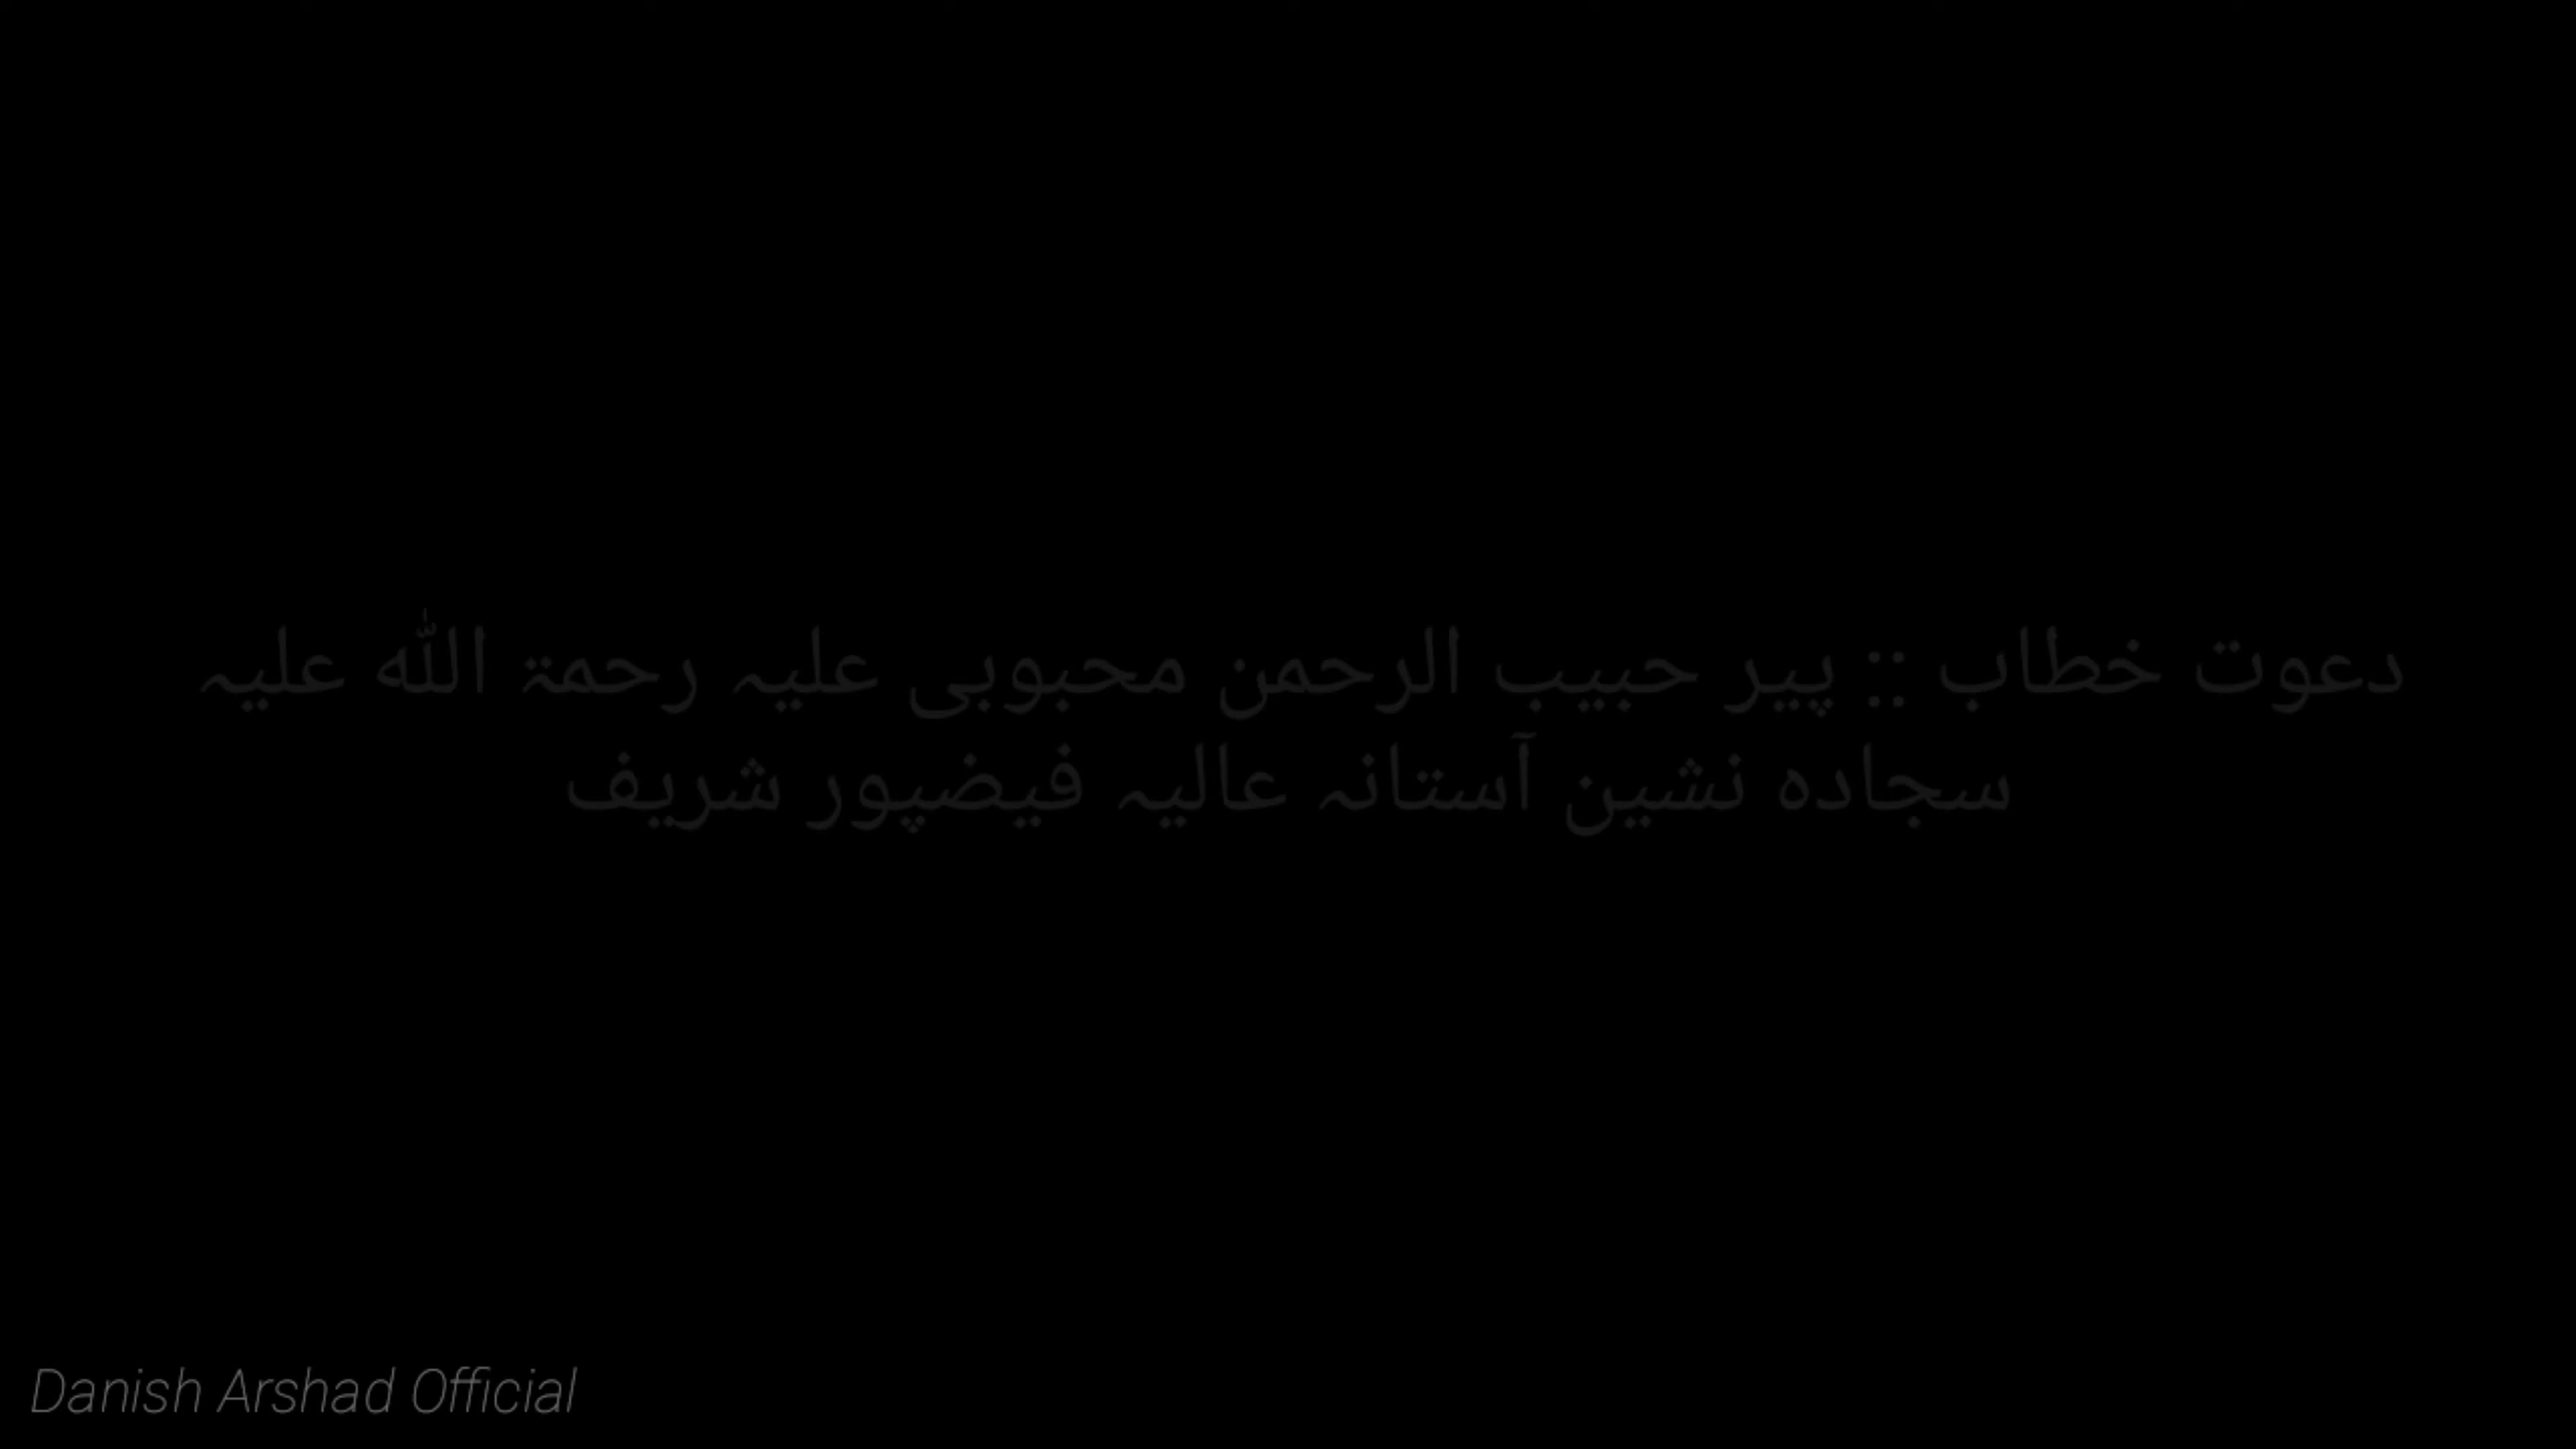 دعوت خطاب :: پیر حبیب الرحمن محبوبی علیہ رحمۃ اللہ علیہ
سجادہ نشین آستانہ عالیہ فیضپور شریف
Danish Arshad Official